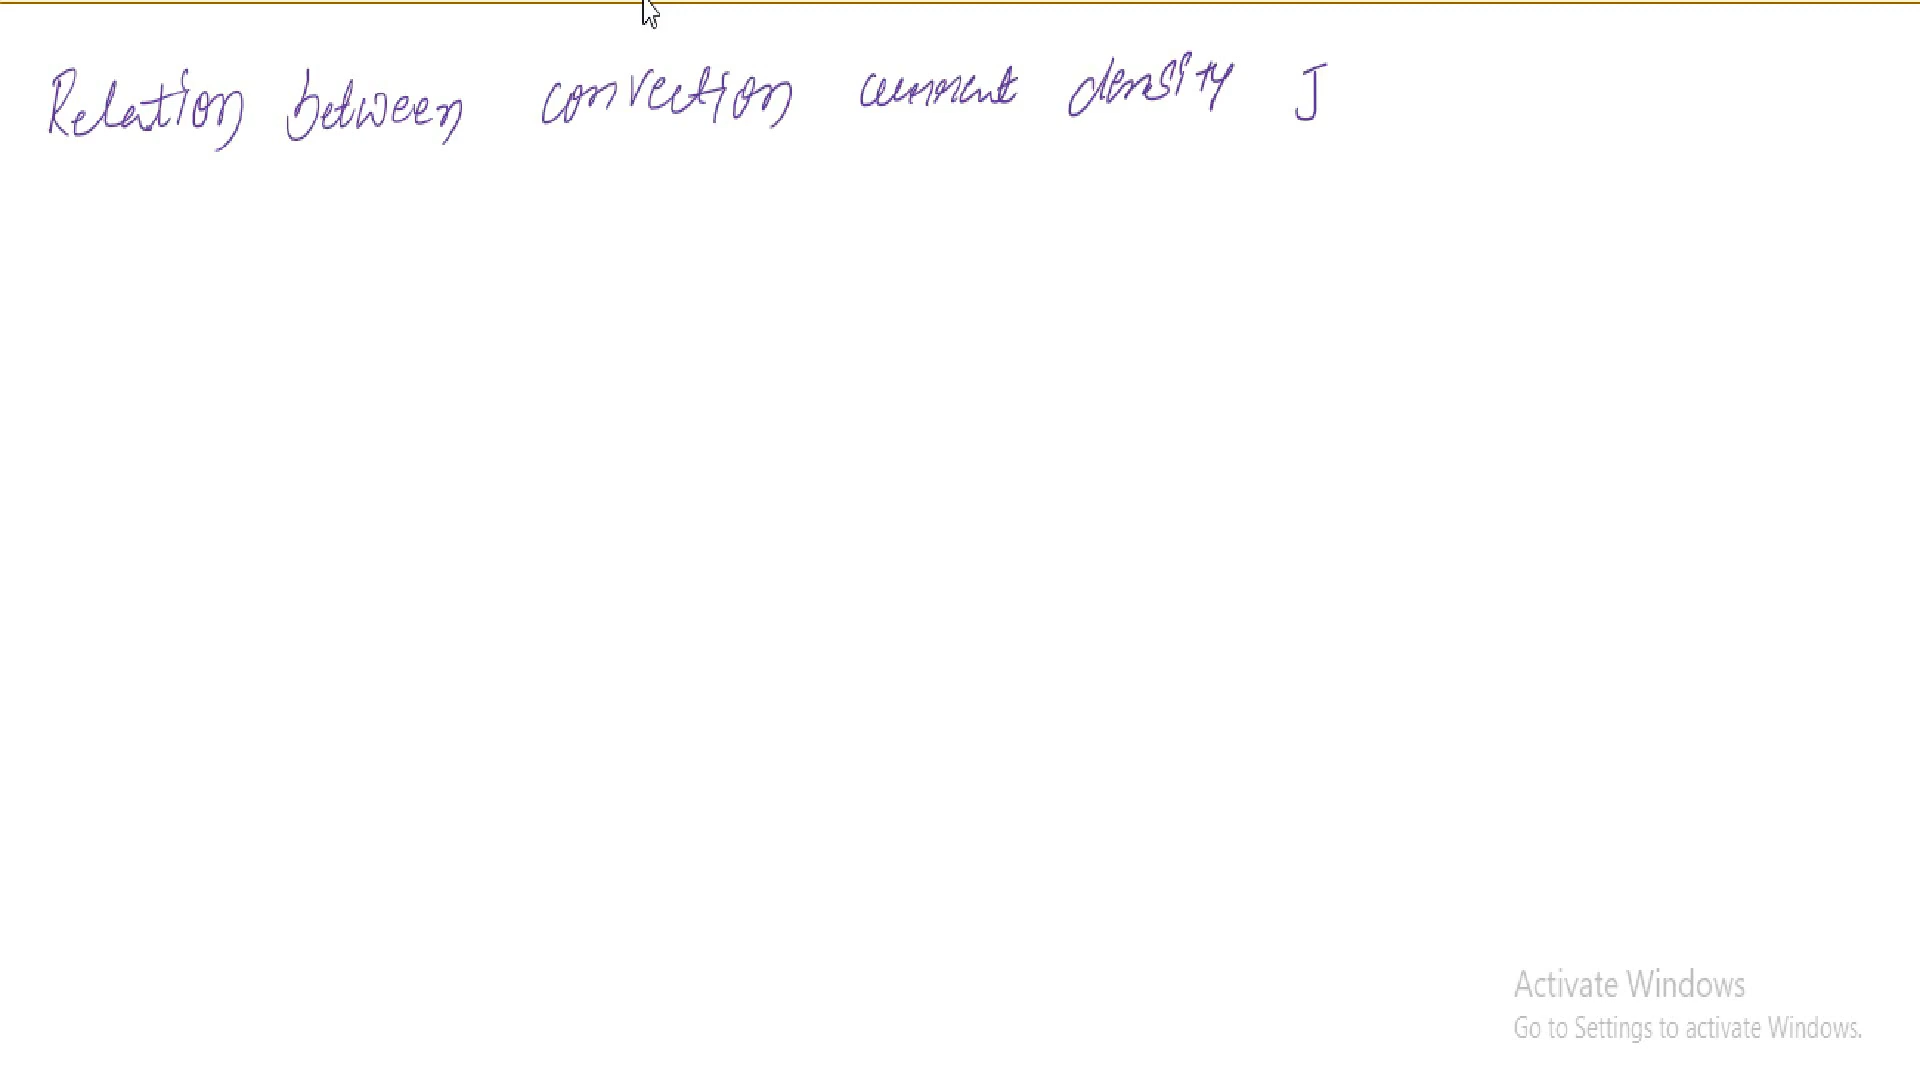 Relation between convection current density J
Activate Windows
Go to Settings to activate Windows.